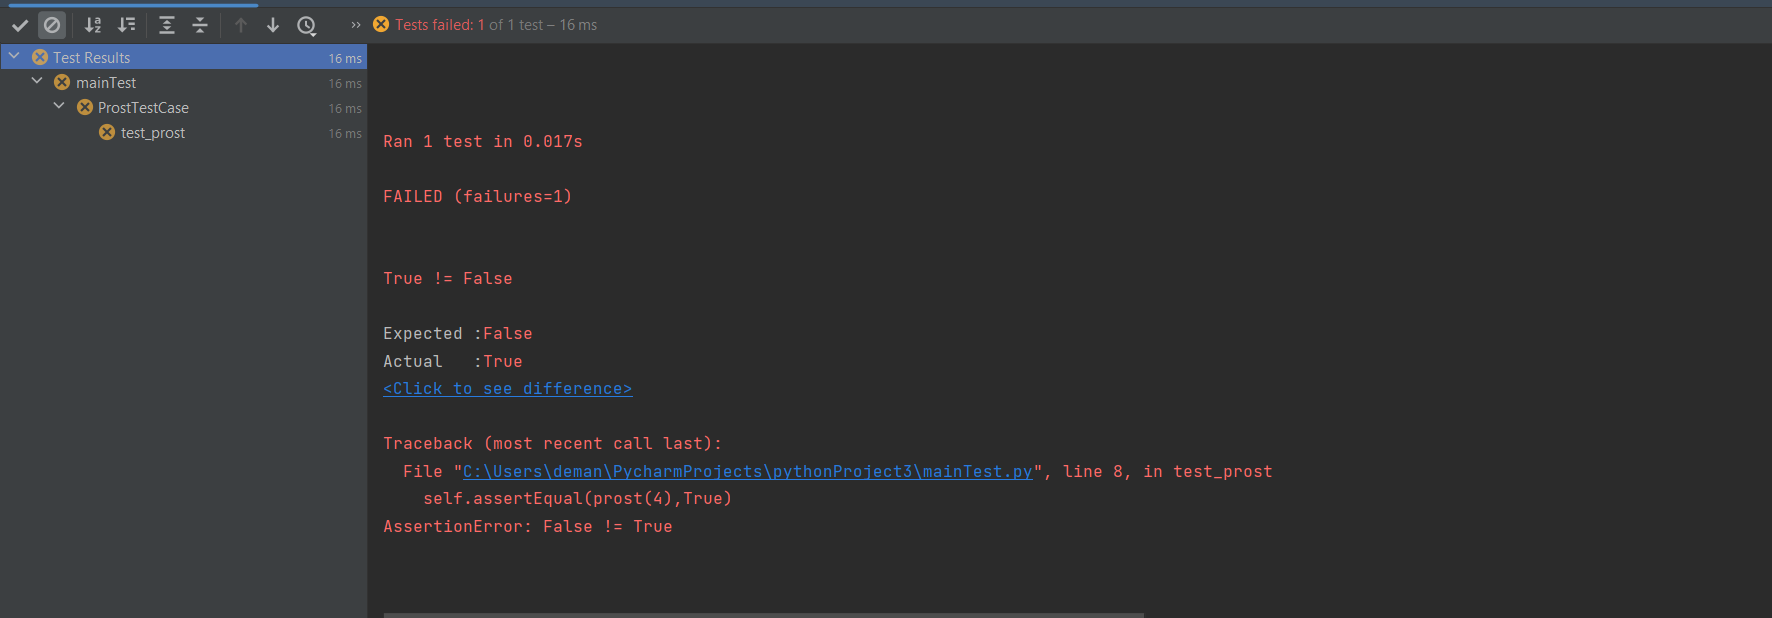 Tests failed: 1 of 1 test – 16 ms
Test Results 16 ms
mainTest 16 ms
ProstTestCase 16 ms
test_prost 16 ms
Ran 1 test in 0.017s
FAILED (failures=1)
True != False
Expected :False
Actual   :True
<Click to see difference>
Traceback (most recent call last):
  File "C:\Users\deman\PycharmProjects\pythonProject3\mainTest.py", line 8, in test_prost
    self.assertEqual(prost(4),True)
AssertionError: False != True